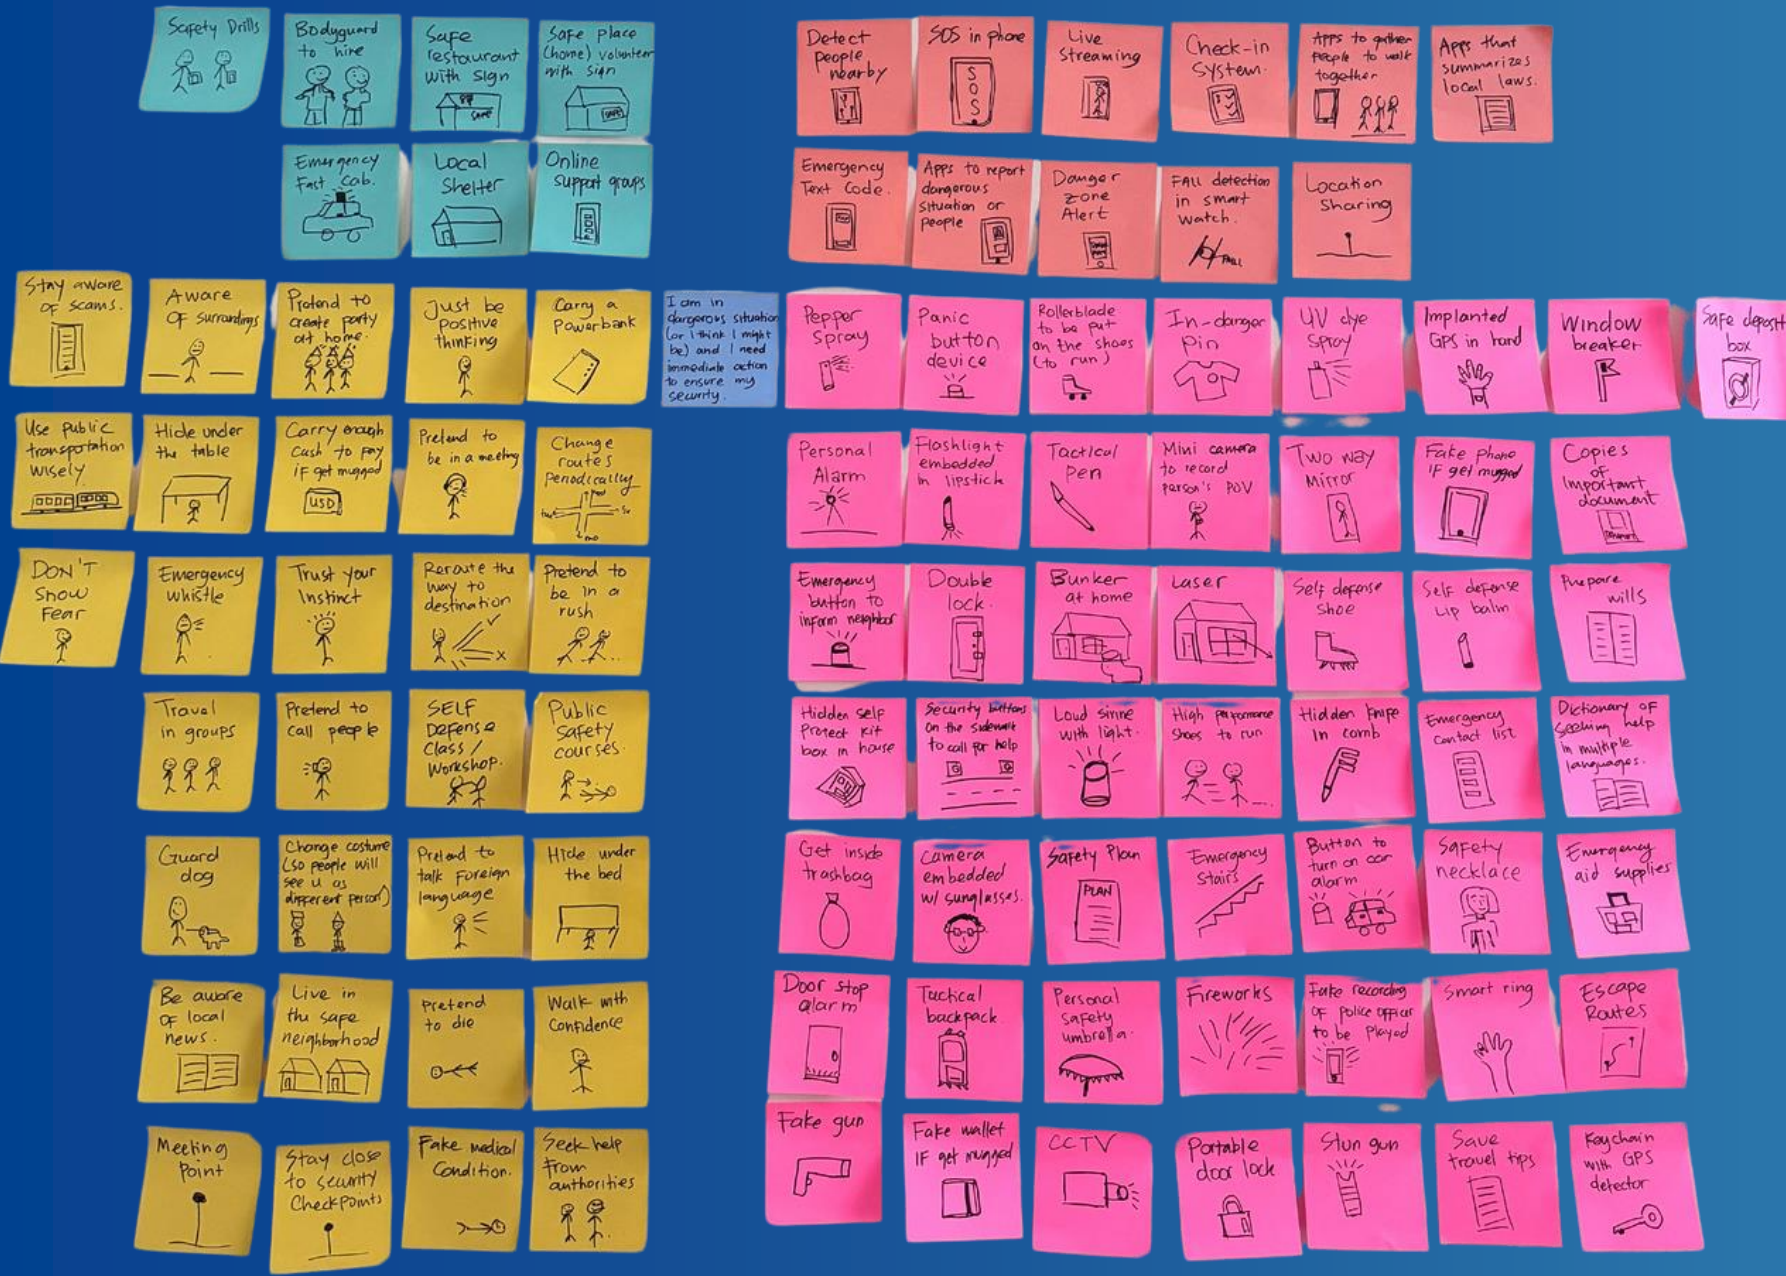 Safety Drills
Bodyguard
to hire
Safe
restaurant
with sign
SAFE
Safe place
(home) volunteer
with sign
SAFE
Emergency
Fast cab.
Local
Shelter
Online
Support groups
Detect
people
nearby
SOS in phone
S
O
S
Live
Streaming
Check-in
System.
Apps to gather
people to walk
together
Apps that
summarizes
local laws.
Emergency
Text Code.
Apps to report
dangerous
situation or
people
Danger
zone
Alert
FAll detection
in smart
watch.
FALL
Location
Sharing
Stay aware
OF scams.
Aware
OF surroundings
Pretend to
create party
at home.
Just be
positive
thinking
Carry a
Powerbank
I am in
dangerous situation
(or I think I might
be) and I need
immediate action
to ensure my
security.
Pepper
Spray
Panic
button
device
Rollerblade
to be put
on the shoes
(to run)
In-danger
pin
UV dye
Spray
Implanted
GPS in hand
Window
breaker
Safe deposit
box
Use public
transportation
wisely
Hide under
the table
Carry enough
Cash to pay
IF get mugged
USD
Pretend to
be in a meeting
Change
routes
Periodically
Personal
Alarm
Flashlight
embedded
in lipstick
Tactical
pen
Mini camera
to record
person's POV
Two way
Mirror
Fake phone
IF get mugged
Copies
of
Important
document
DON'T
Show
Fear
Emergency
whistle
Trust your
Instinct
Reroute the
way to
destination
Pretend to
be in a
rush
Emergency
button to
inform neighbor
Double
lock.
Bunker
at home
Laser
Self defense
shoe
Self defense
Lip balm
Prepare
wills
Travel
in groups
Pretend to
call people
SELF
DEFENSE
Class/
Workshop.
Public
Safety
courses.
Hidden self
Protect kit
box in house
Security buttons
on the sidewalk
to call for help
Loud sirine
with light.
High performance
Shoes to run
Hidden knife
In comb
Emergency
contact list
Dictionary of
seeking help
in multiple
languages.
Guard
dog
Change costume
(so people will
see u as
different person)
Pretend to
talk Foreign
language
Hide under
the bed
Get inside
trashbag
Camera
embedded
w/ sunglasses.
Safety Plan
PLAN
Emergency
Stairs
Button to
turn on car
alarm
Safety
necklace
Emergency
aid supplies
Be aware
OF local
news.
Live in
the safe
neighborhood
Pretend
to die
Walk with
Confidence
Door stop
alarm
Tactical
backpack
Personal
Safety
umbrella.
Fireworks
Fake recording
OF police officer
to be played
Smart ring
Escape
Routes
Meeting
Point
Stay close
to security
Checkpoints
Fake medical
Condition.
Seek help
From
authorities
Fake gun
Fake wallet
IF get mugged
CCTV
Portable
door lock
Stun gun
Save
travel tips
Keychain
with GPS
detector